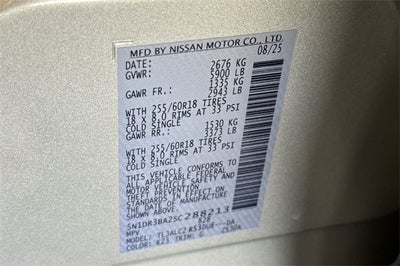 MFD BY NISSAN MOTOR CO., LTD.
DATE: 08/25
GVWR: 2676 KG
5900 LB
GAWR FR.: 1335 KG
2943 LB
WITH 255/60R18 TIRES
18 X 8.0 RIMS AT 33 PSI
COLD SINGLE
GAWR RR.: 1530 KG
3373 LB
WITH 255/60R18 TIRES
18 X 8.0 RIMS AT 33 PSI
COLD SINGLE
THIS VEHICLE CONFORMS TO
ALL APPLICABLE FEDERAL
MOTOR VEHICLE SAFETY AND
THEFT PREVENTION
STANDARDS IN EFFECT ON
THE DATE OF MANUFACTURE
SHOWN ABOVE.
5N1DR3BA2SC288213
MPV 828
COLOR: K23 TRIM: G